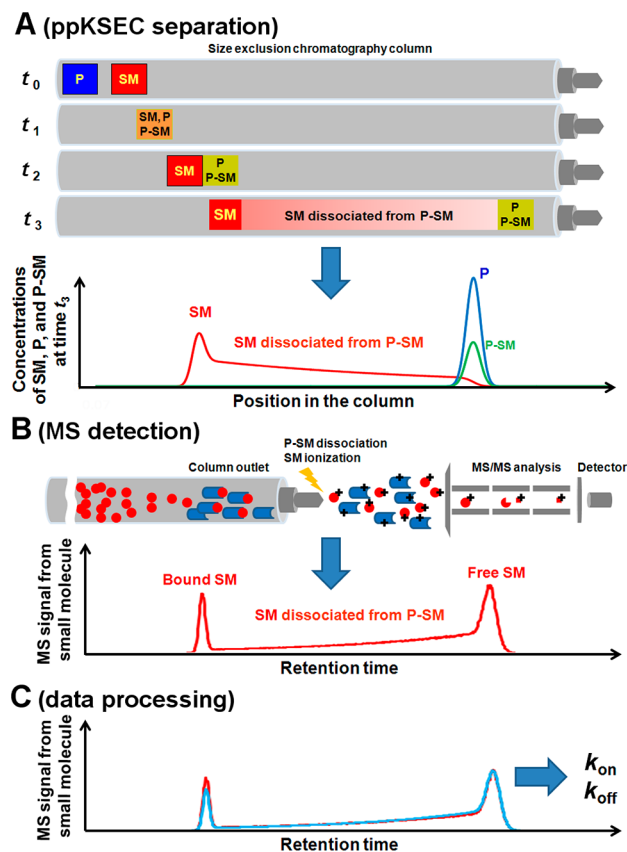 A (ppKSEC separation)
Size exclusion chromatography column
t0
P
SM
t1
SM, P
P-SM
t2
SM
P
P-SM
t3
SM
SM dissociated from P-SM
P
P-SM
Concentrations
of SM, P, and P-SM
at time t3
SM
SM dissociated from P-SM
P
P-SM
Position in the column
B (MS detection)
P-SM dissociation
SM ionization
Column outlet
MS/MS analysis
Detector
MS signal from
small molecule
Bound SM
SM dissociated from P-SM
Free SM
Retention time
C (data processing)
MS signal from
small molecule
kon
koff
Retention time